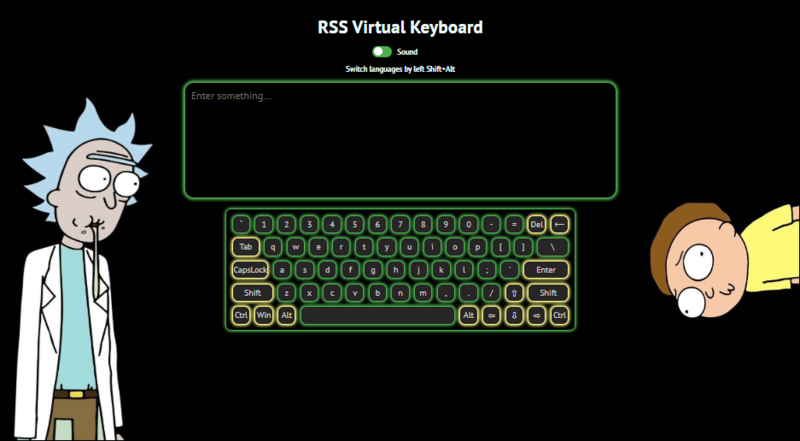 RSS Virtual Keyboard
Sound
Switch languages by left Shift+Alt
Enter something...
` 1 2 3 4 5 6 7 8 9 0 - = Del ←
Tab q w e r t y u i o p [ ] \
CapsLock a s d f g h j k l ; ' Enter
Shift z x c v b n m , . / ⇧ Shift
Ctrl Win Alt Alt ⇦ ⇩ ⇨ Ctrl